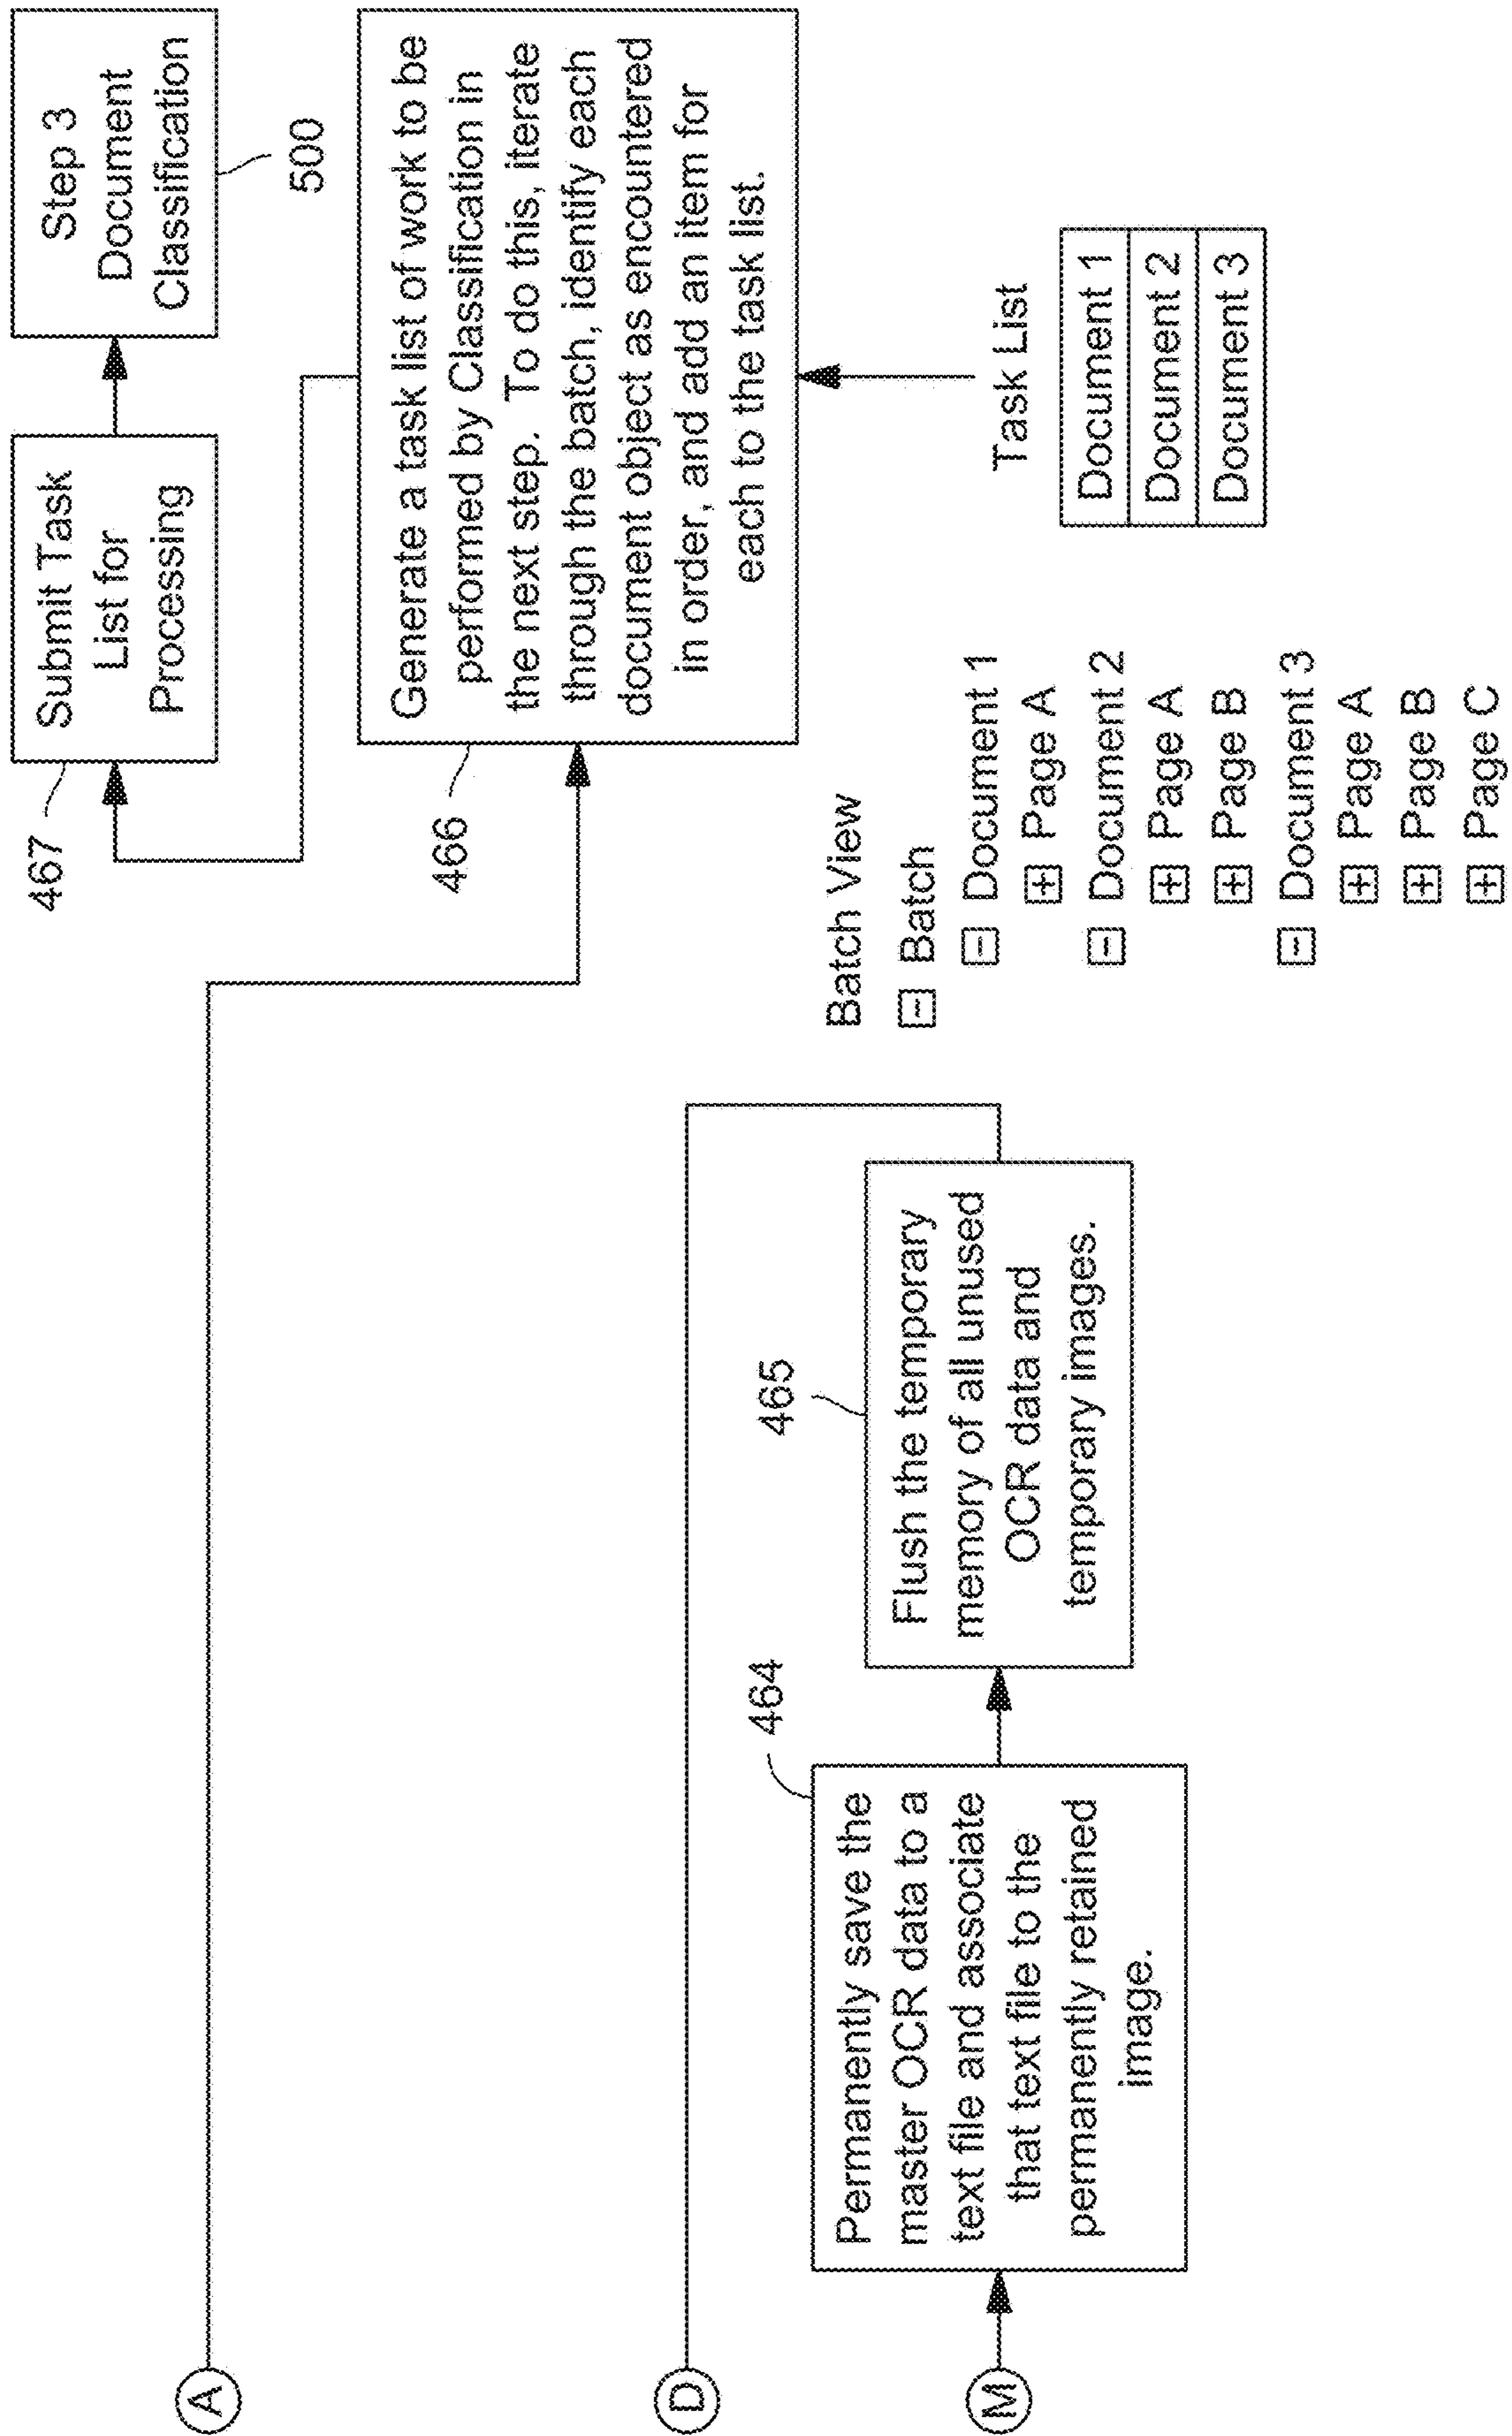 A
467
Submit Task
List for
Processing
Step 3
Document
Classification
500
466
Generate a task list of work to be
performed by Classification in
the next step.  To do this, iterate
through the batch, identify each
document object as encountered
in order, and add an item for
each to the task list.
D
M
464
Permanently save the
master OCR data to a
text file and associate
that text file to the
permanently retained
image.
465
Flush the temporary
memory of all unused
OCR data and
temporary images.
Batch View
Batch
Document 1
Page A
Document 2
Page A
Page B
Document 3
Page A
Page B
Page C
Task List
Document 1
Document 2
Document 3